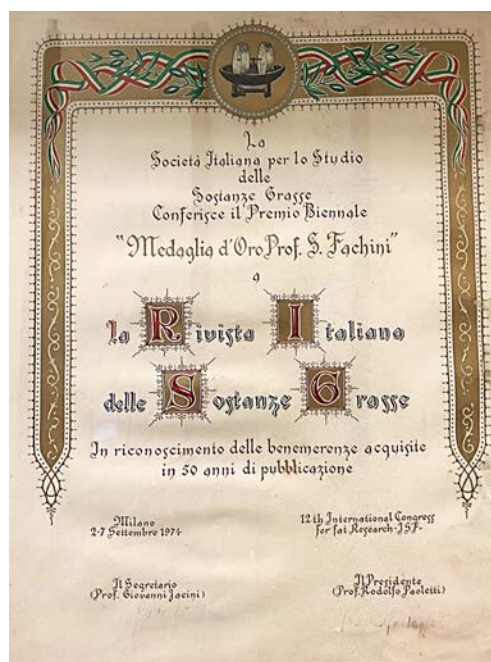 La
Società Italiana per lo Studio
delle
Sostanze Grasse
Conferisce il Premio Biennale
"Medaglia d'Oro Prof. S. Fachini"
a
la Rivista Italiana
delle Sostanze Grasse
In riconoscimento delle benemerenze acquisite
in 50 anni di pubblicazione
Milano
2-7 Settembre 1974
12th International Congress
for fat Research-ISF-
Il Segretario
(Prof. Giovanni Jacini)
Il Presidente
(Prof. Rodolfo Paoletti)